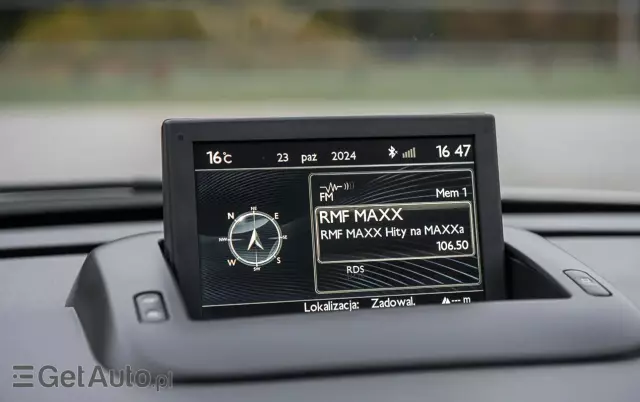 16°C 23 paz 2024 16 47
FM Mem 1
RMF MAXX
RMF MAXX Hity na MAXXa
106.50
RDS
N E
W S
Lokalizacja: Zadowal. --- m
GetAuto.pl